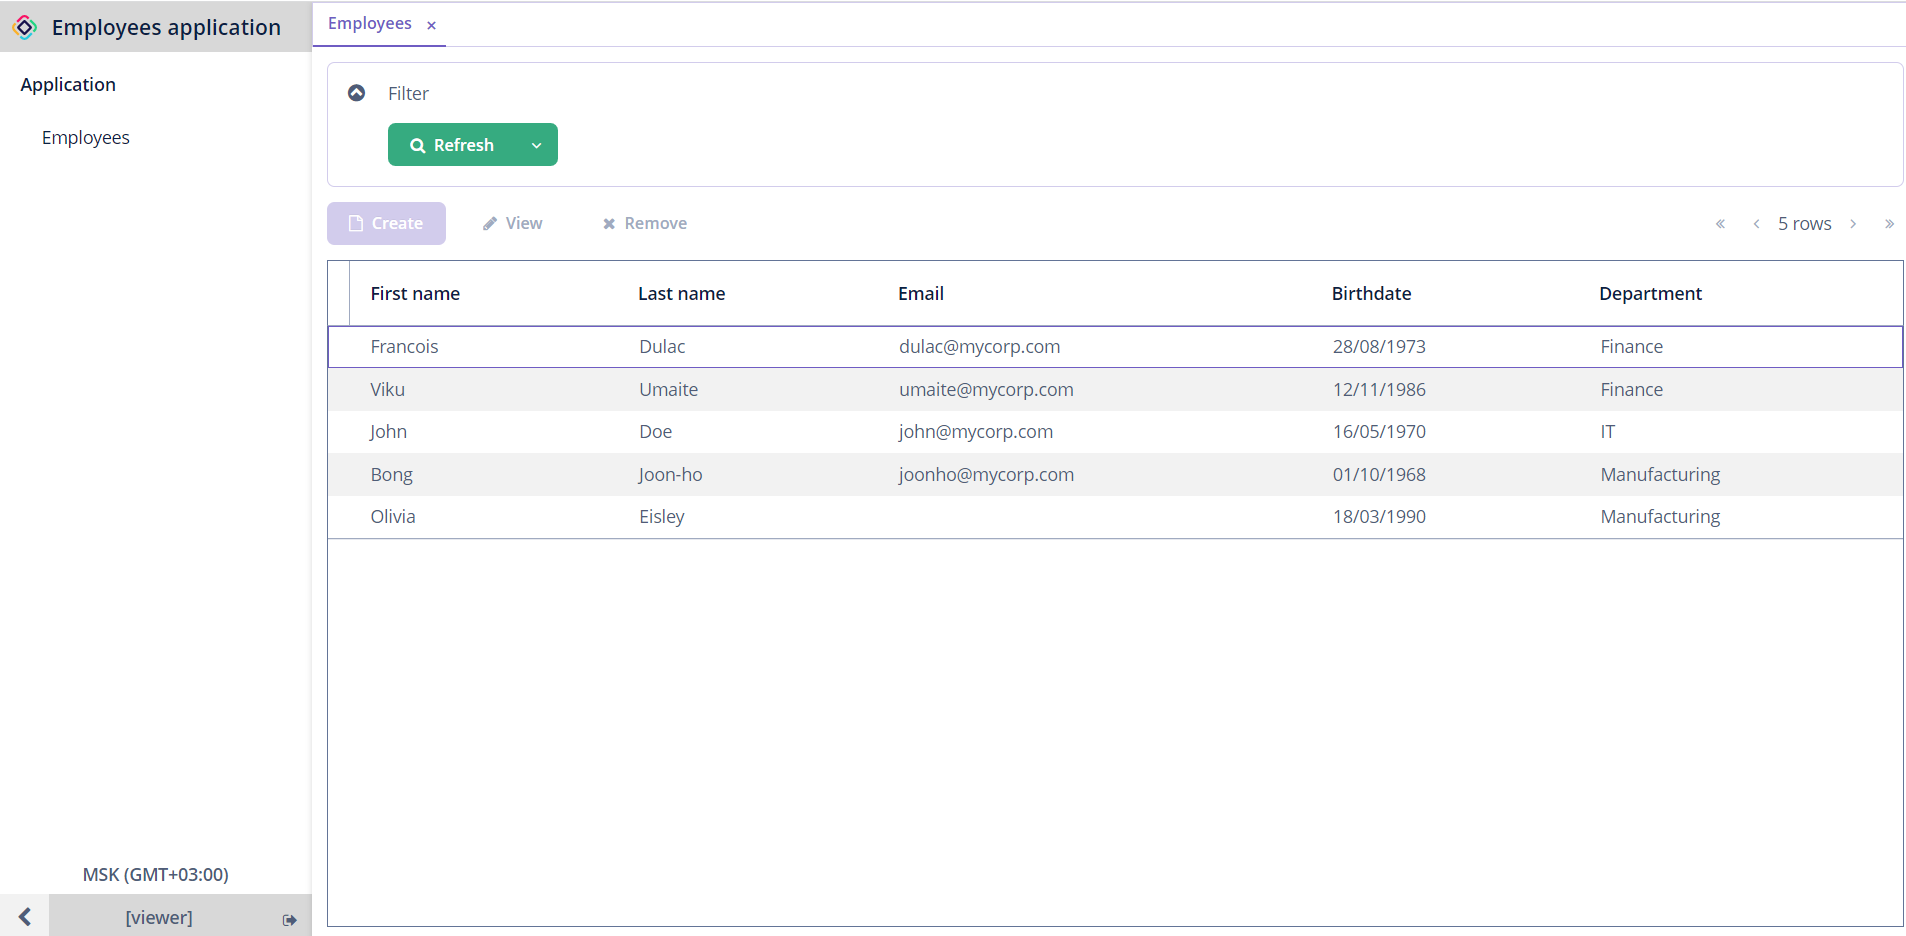 Employees application
Employees ×
Application
Employees
Filter
Refresh
Create View Remove
« ‹ 5 rows › »
First name Last name Email Birthdate Department
Francois Dulac dulac@mycorp.com 28/08/1973 Finance
Viku Umaite umaite@mycorp.com 12/11/1986 Finance
John Doe john@mycorp.com 16/05/1970 IT
Bong Joon-ho joonho@mycorp.com 01/10/1968 Manufacturing
Olivia Eisley 18/03/1990 Manufacturing
MSK (GMT+03:00)
[viewer]